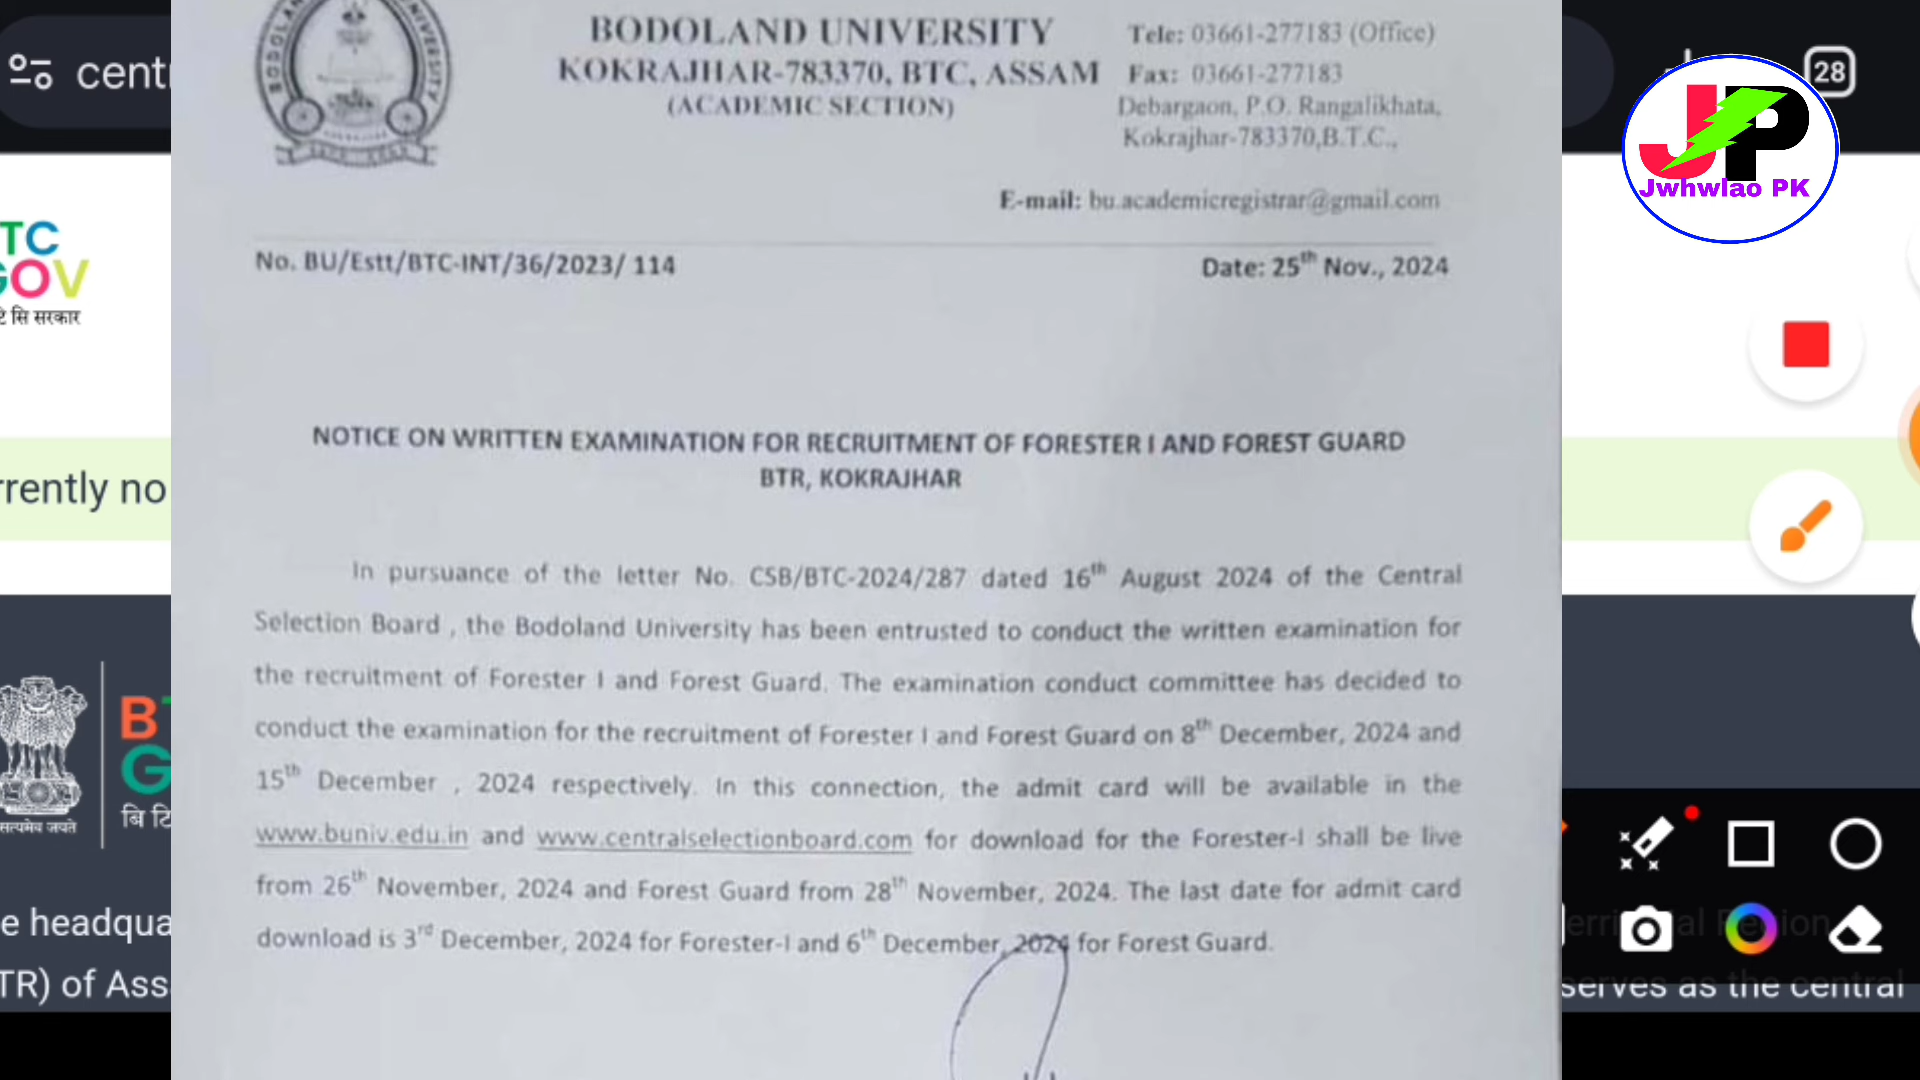 BODOLAND UNIVERSITY
KOKRAJHAR-783370, BTC, ASSAM
(ACADEMIC SECTION)
Tele: 03661-277183 (Office)
Fax: 03661-277183
Debargaon, P.O. Rangalikhata,
Kokrajhar-783370,B.T.C.,
E-mail: bu.academicregistrar@gmail.com
No. BU/Estt/BTC-INT/36/2023/ 114
Date: 25th Nov., 2024
NOTICE ON WRITTEN EXAMINATION FOR RECRUITMENT OF FORESTER I AND FOREST GUARD
BTR, KOKRAJHAR
In pursuance of the letter No. CSB/BTC-2024/287 dated 16th August 2024 of the Central
Selection Board , the Bodoland University has been entrusted to conduct the written examination for
the recruitment of Forester I and Forest Guard. The examination conduct committee has decided to
conduct the examination for the recruitment of Forester I and Forest Guard on 8th December, 2024 and
15th December , 2024 respectively. In this connection, the admit card will be available in the
www.buniv.edu.in and www.centralselectionboard.com for download for the Forester-I shall be live
from 26th November, 2024 and Forest Guard from 28th November, 2024. The last date for admit card
download is 3rd December, 2024 for Forester-I and 6th December, 2024 for Forest Guard.
cent
28
JP
Jwhwlao PK
TC
GOV
टि सि सरकार
rrently no
B
G
सत्यमेव जयते
बि टि
e headqua
TR) of Ass
erritorial Region
serves as the central